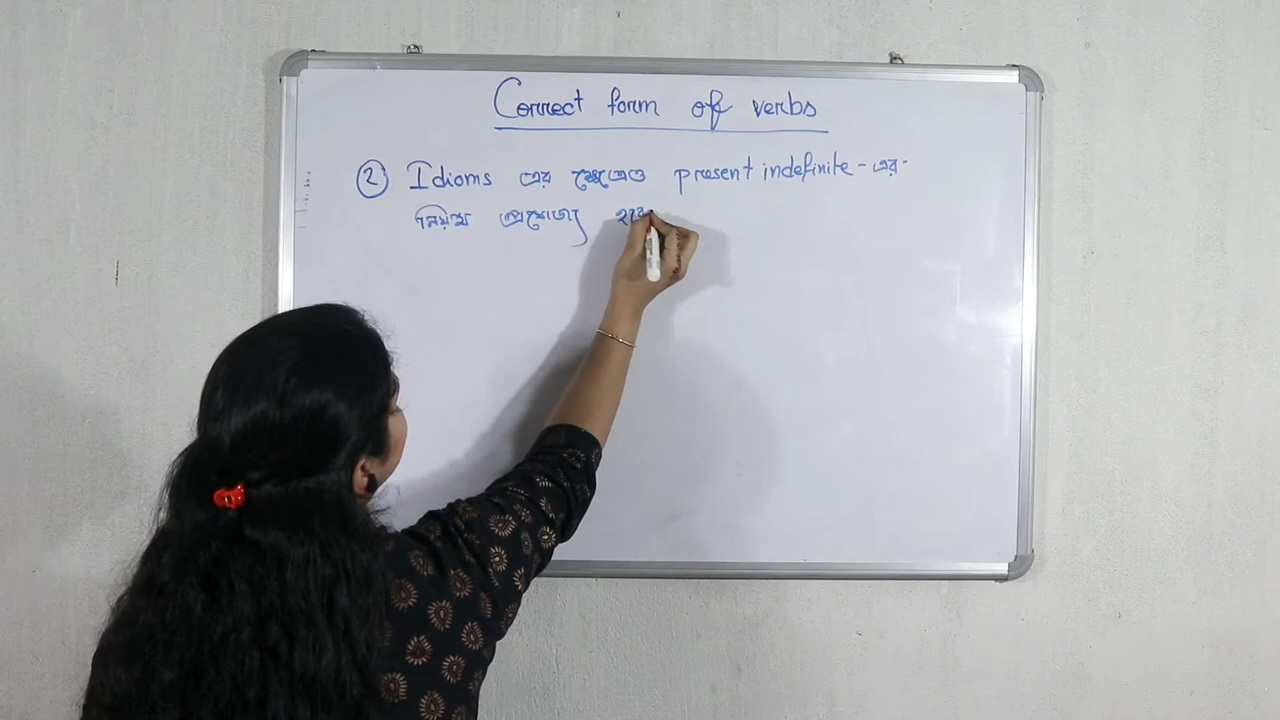 Correct form of verbs
② Idioms এর ক্ষেত্রেও present indefinite-এর-
নিয়ম প্রযোজ্য